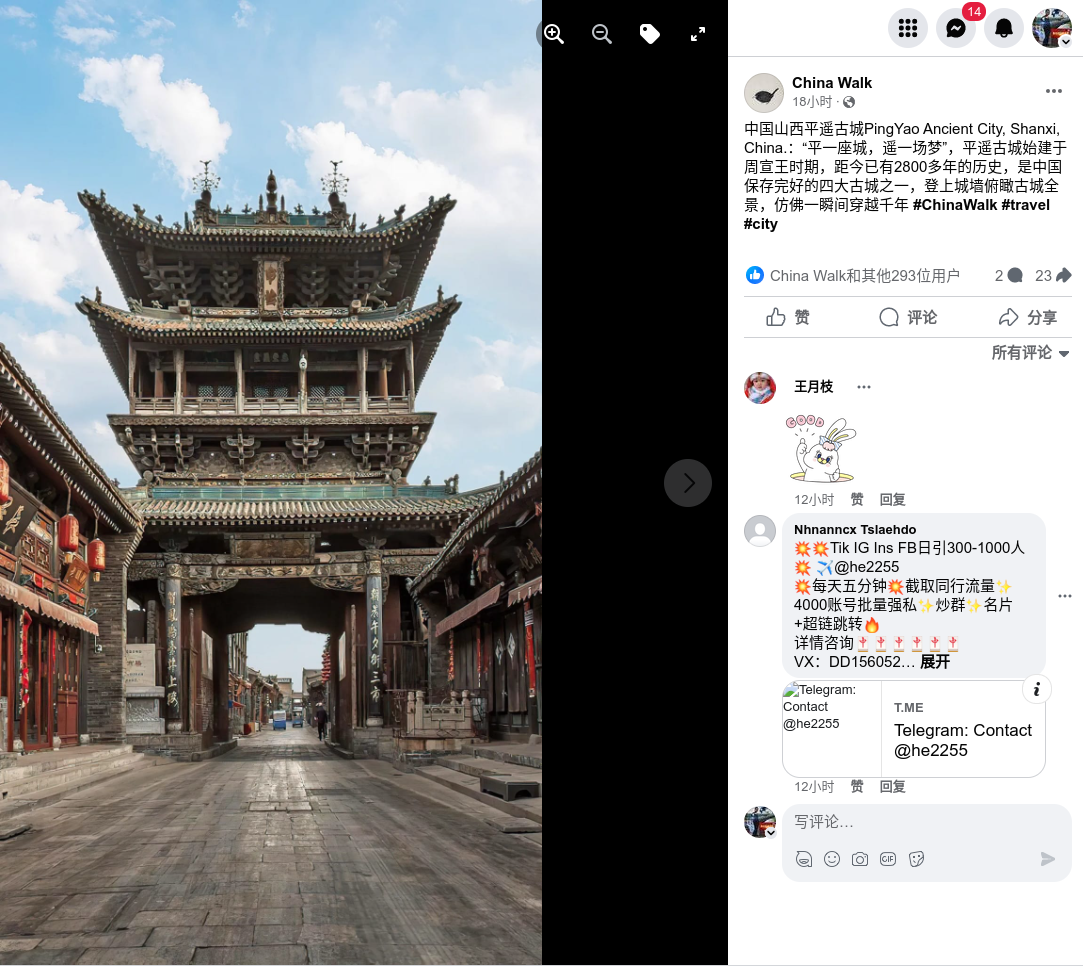 14
China Walk
18小时 ·
中国山西平遥古城PingYao Ancient City, Shanxi,
China.：“平一座城，遥一场梦”，平遥古城始建于
周宣王时期，距今已有2800多年的历史，是中国
保存完好的四大古城之一，登上城墙俯瞰古城全
景，仿佛一瞬间穿越千年 #ChinaWalk #travel
#city
China Walk和其他293位用户 2 23
赞 评论 分享
所有评论
王月枝
12小时 赞 回复
Nhnanncx Tslaehdo
💥💥Tik IG Ins FB日引300-1000人
💥 ✈️@he2255
💥每天五分钟💥截取同行流量✨
4000账号批量强私✨炒群✨名片
+超链跳转🔥
详情咨询🀄🀄🀄🀄🀄🀄
VX：DD156052… 展开
Telegram:
Contact
@he2255
T.ME
Telegram: Contact
@he2255
12小时 赞 回复
写评论…
GIF